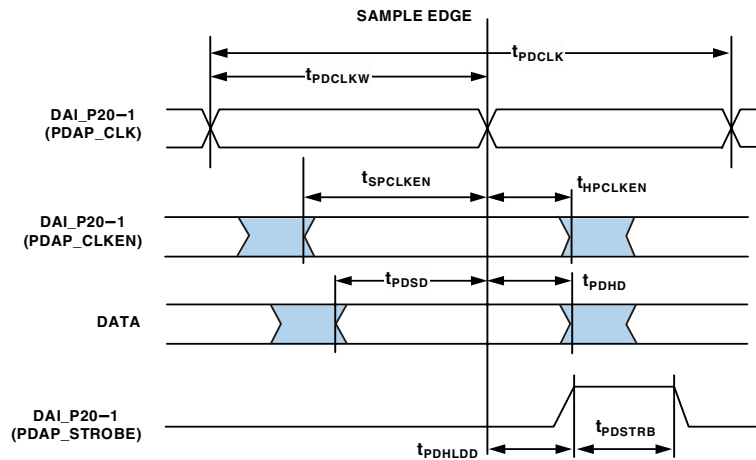 SAMPLE EDGE
tPDCLK
tPDCLKW
DAI_P20–1
(PDAP_CLK)
tSPCLKEN
tHPCLKEN
DAI_P20–1
(PDAP_CLKEN)
tPDSD
tPDHD
DATA
DAI_P20–1
(PDAP_STROBE)
tPDSTRB
tPDHLDD